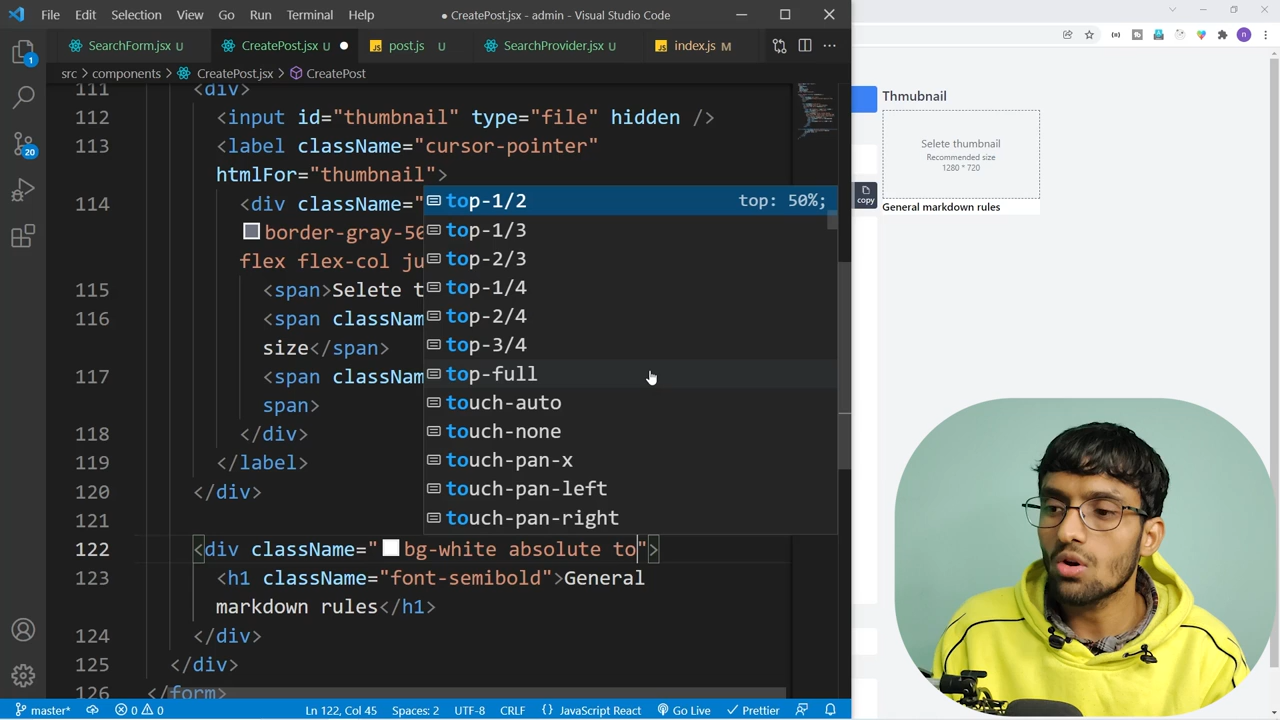 File Edit Selection View Go Run Terminal Help ● CreatePost.jsx - admin - Visual Studio Code
SearchForm.jsx U CreatePost.jsx U ● post.js U SearchProvider.jsx U JS index.js M
src > components > CreatePost.jsx > CreatePost
111 <div>
112 <input id="thumbnail" type="file" hidden />
113 <label className="cursor-pointer"
htmlFor="thumbnail">
114 <div className="
border-gray-50
flex flex-col ju
115 <span>Selete t
116 <span classNam
size</span>
117 <span classNam
span>
118 </div>
119 </label>
120 </div>
121
122 <div className="bg-white absolute to">
123 <h1 className="font-semibold">General
markdown rules</h1>
124 </div>
125 </div>
126 </form>
top-1/2 top: 50%;
top-1/3
top-2/3
top-1/4
top-2/4
top-3/4
top-full
touch-auto
touch-none
touch-pan-x
touch-pan-left
touch-pan-right
1
20
master* 0 0 Ln 122, Col 45 Spaces: 2 UTF-8 CRLF {} JavaScript React Go Live Prettier
n
Thmubnail
Selete thumbnail
Recommended size
1280 * 720
copy
General markdown rules